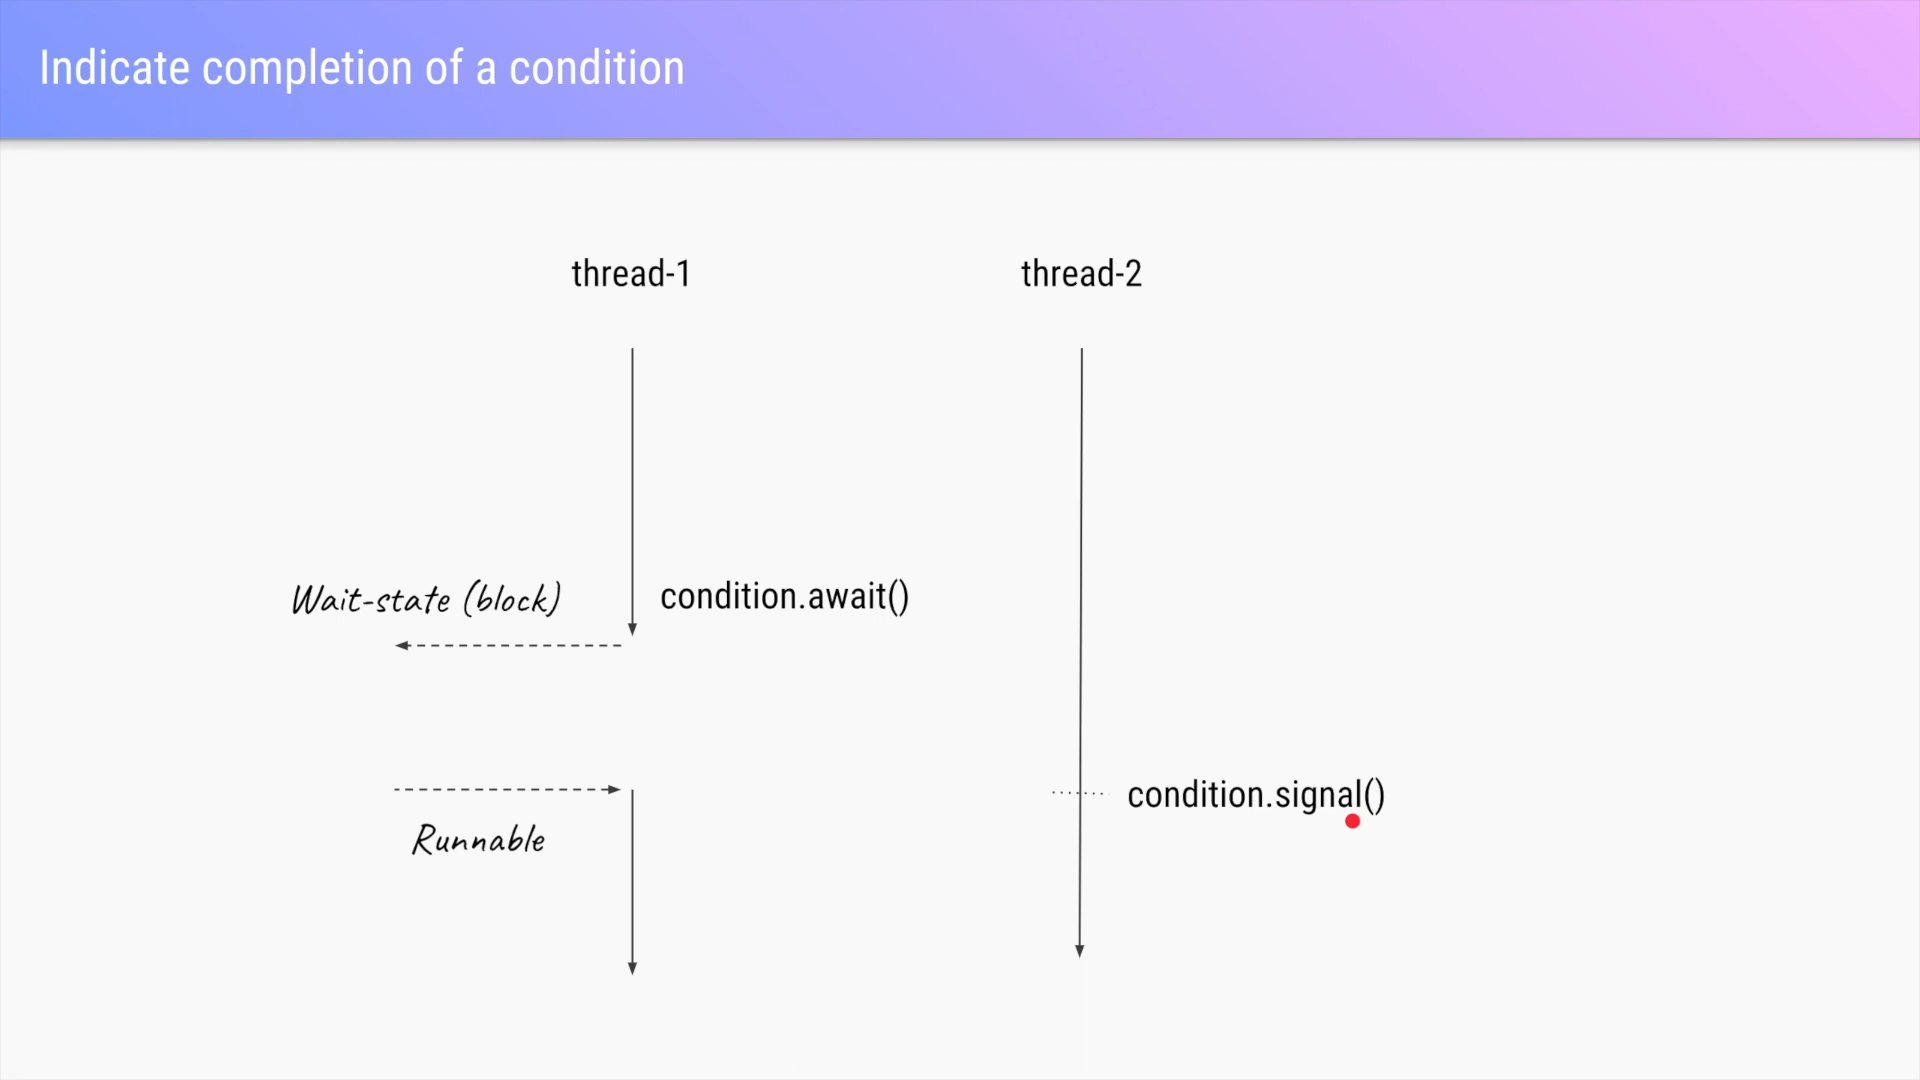 Indicate completion of a condition
thread-1
thread-2
Wait-state (block)
condition.await()
condition.signal()
Runnable